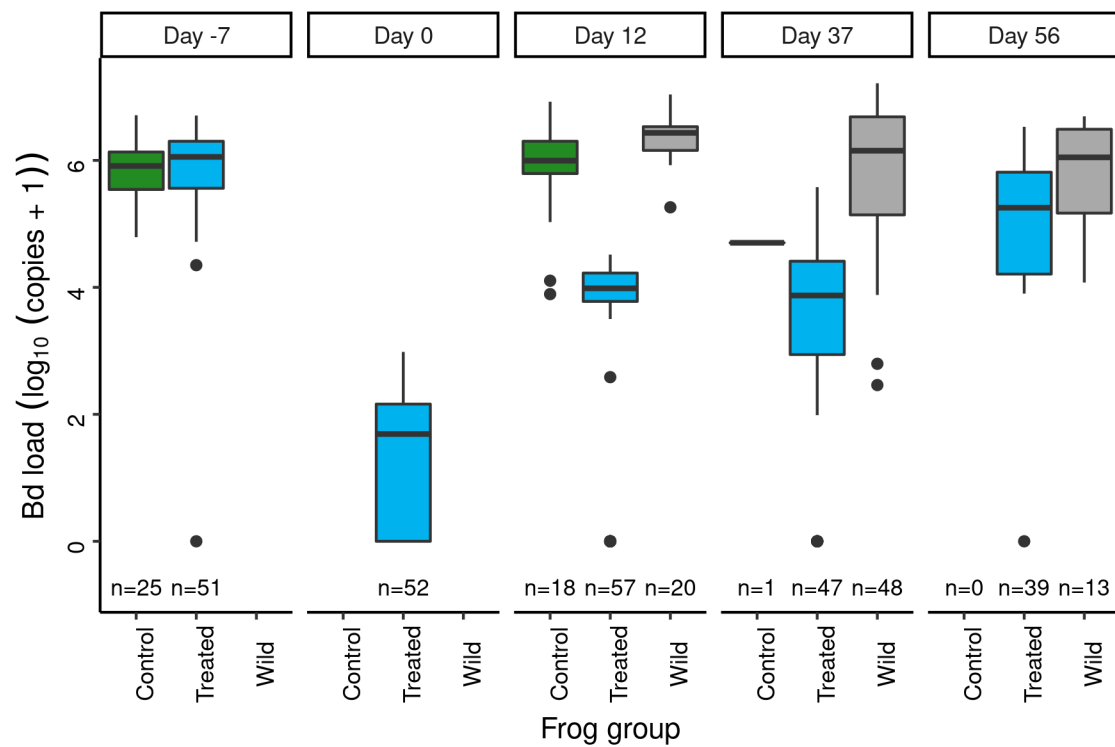 Day -7
Day 0
Day 12
Day 37
Day 56
Bd load (log10 (copies + 1))
6
4
2
0
n=25 n=51
n=52
n=18 n=57 n=20
n=1 n=47 n=48
n=0 n=39 n=13
Control
Treated
Wild
Control
Treated
Wild
Control
Treated
Wild
Control
Treated
Wild
Control
Treated
Wild
Frog group